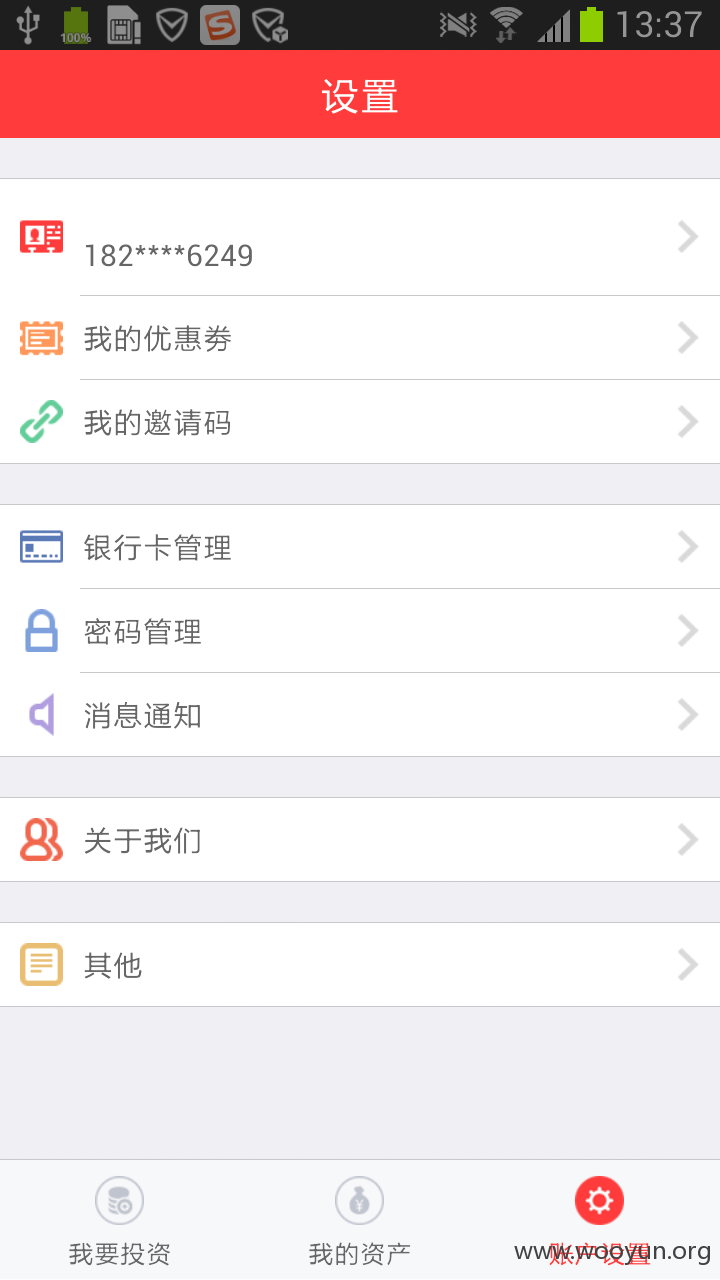 100%
13:37
设置
182****6249
我的优惠劵
我的邀请码
银行卡管理
密码管理
消息通知
关于我们
其他
我要投资
我的资产
账户设置
www.wooyun.org